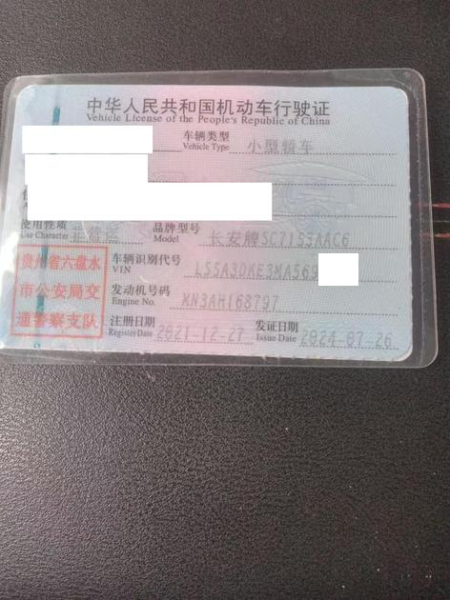 中华人民共和国机动车行驶证
Vehicle License of the People's Republic of China
车辆类型
Vehicle Type
小型轿车
使用性质
Use Character
非营运
品牌型号
Model
长安牌SC7153AAC6
车辆识别代号
VIN
LS5A3DKE3MA569
发动机号码
Engine No.
KN3AH168797
注册日期
Register Date
2021-12-27
发证日期
Issue Date
2024-07-26
贵州省六盘水
市公安局交
通警察支队